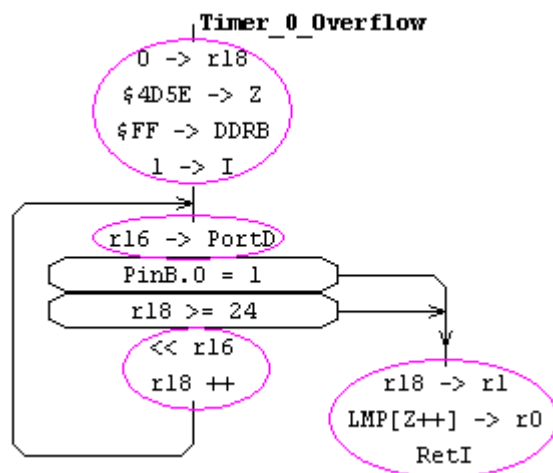 Timer_0_Overflow
0 -> r18
$4D5E -> Z
$FF -> DDRB
1 -> I
r16 -> PortD
PinB.0 = 1
r18 >= 24
<< r16
r18 ++
r18 -> r1
LMP[Z++] -> r0
RetI